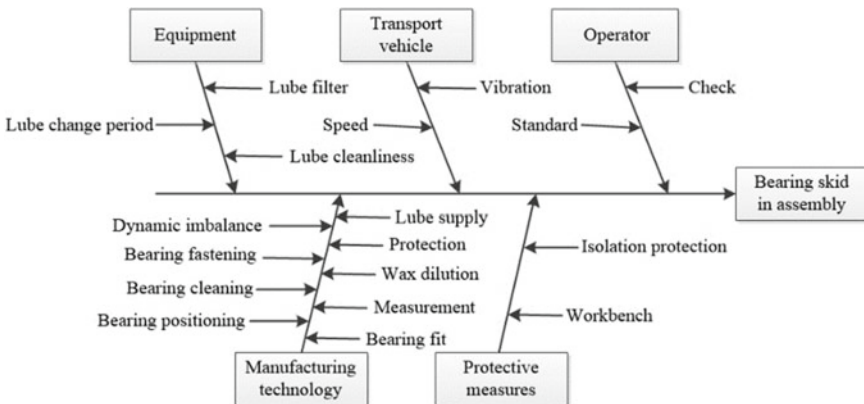 Equipment
Transport
vehicle
Operator
Lube filter
Vibration
Check
Lube change period
Speed
Standard
Lube cleanliness
Bearing skid
in assembly
Lube supply
Dynamic imbalance
Protection
Isolation protection
Bearing fastening
Wax dilution
Bearing cleaning
Measurement
Workbench
Bearing positioning
Bearing fit
Manufacturing
technology
Protective
measures